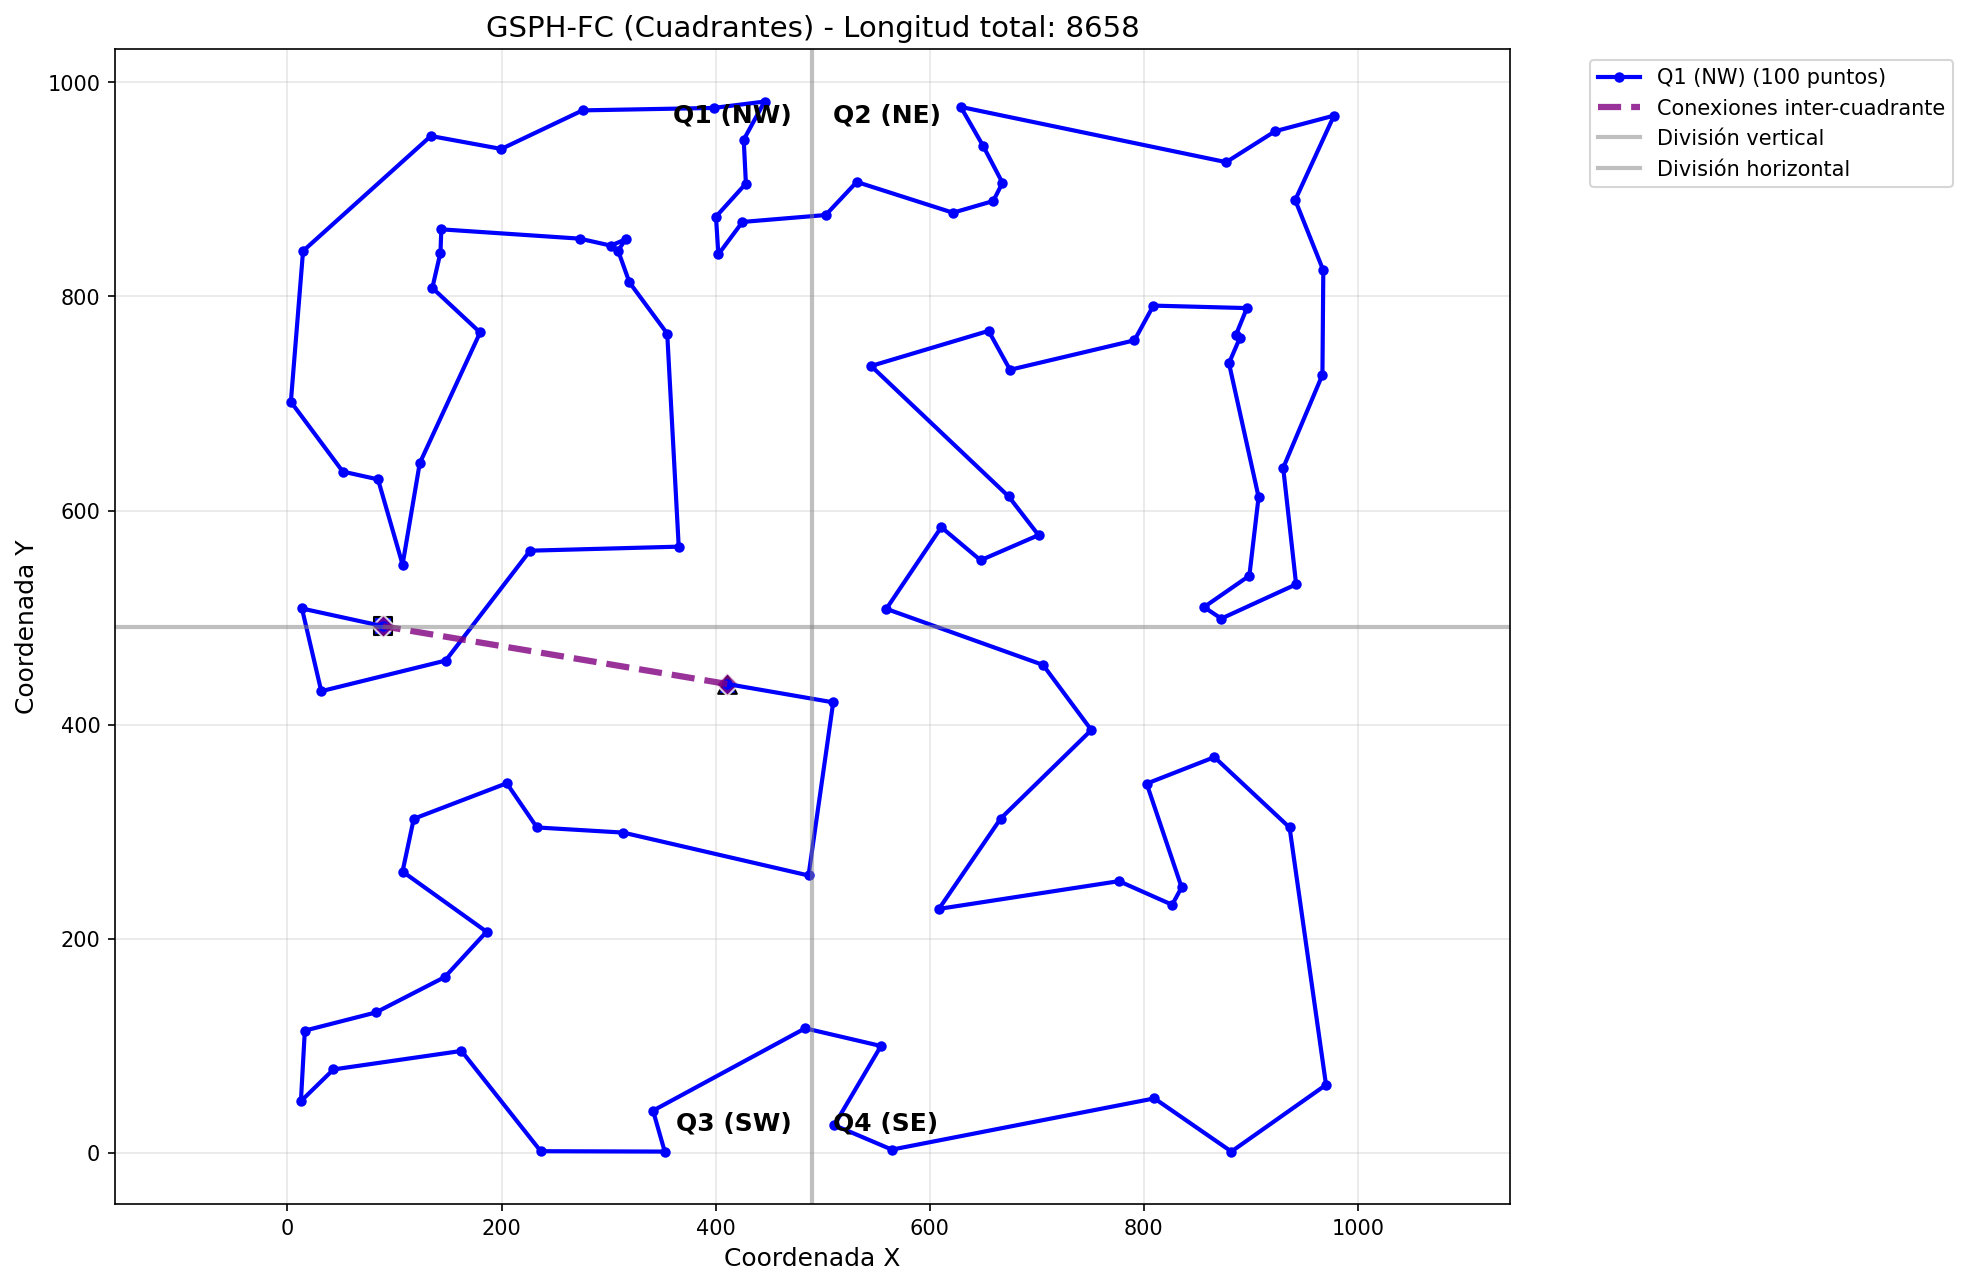 GSPH-FC (Cuadrantes) - Longitud total: 8658
Q1 (NW) (100 puntos)
Conexiones inter-cuadrante
División vertical
División horizontal
Q1 (NW)
Q2 (NE)
Q3 (SW)
Q4 (SE)
Coordenada Y
1000
800
600
400
200
0
0
200
400
600
800
1000
Coordenada X